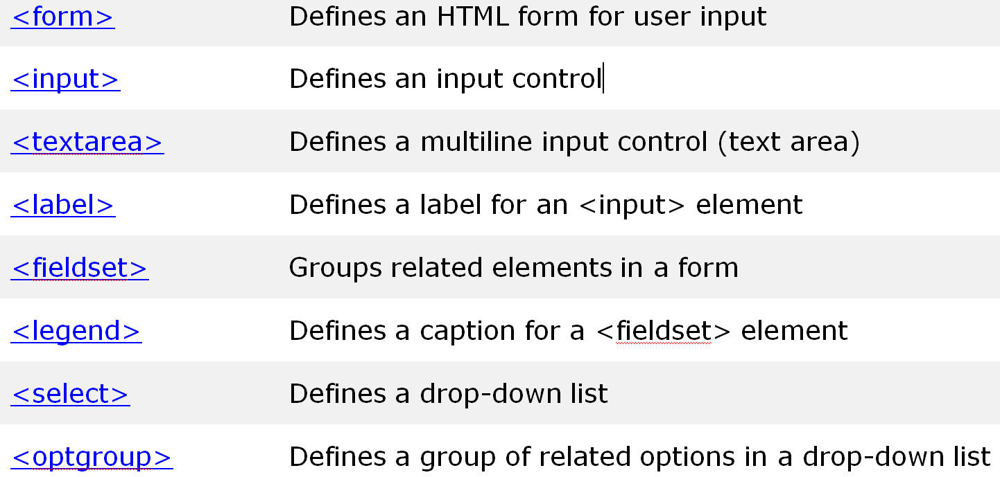 <form> Defines an HTML form for user input
<input> Defines an input control
<textarea> Defines a multiline input control (text area)
<label> Defines a label for an <input> element
<fieldset> Groups related elements in a form
<legend> Defines a caption for a <fieldset> element
<select> Defines a drop-down list
<optgroup> Defines a group of related options in a drop-down list